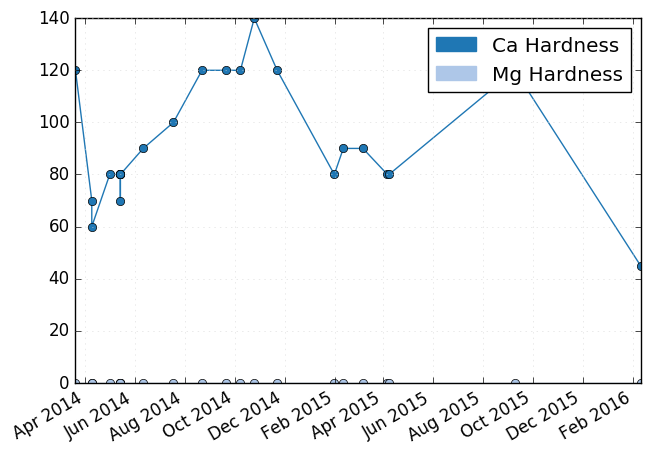 140
120
100
80
60
40
20
0
Ca Hardness
Mg Hardness
Apr 2014
Jun 2014
Aug 2014
Oct 2014
Dec 2014
Feb 2015
Apr 2015
Jun 2015
Aug 2015
Oct 2015
Dec 2015
Feb 2016